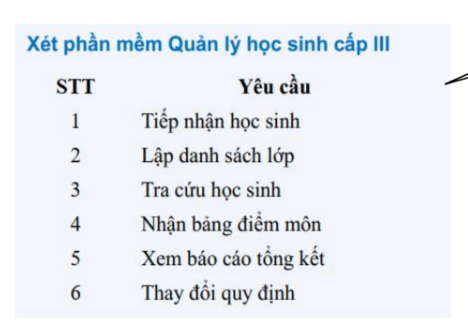 Xét phần mềm Quản lý học sinh cấp III
STT Yêu cầu
1 Tiếp nhận học sinh
2 Lập danh sách lớp
3 Tra cứu học sinh
4 Nhận bảng điểm môn
5 Xem báo cáo tổng kết
6 Thay đổi quy định